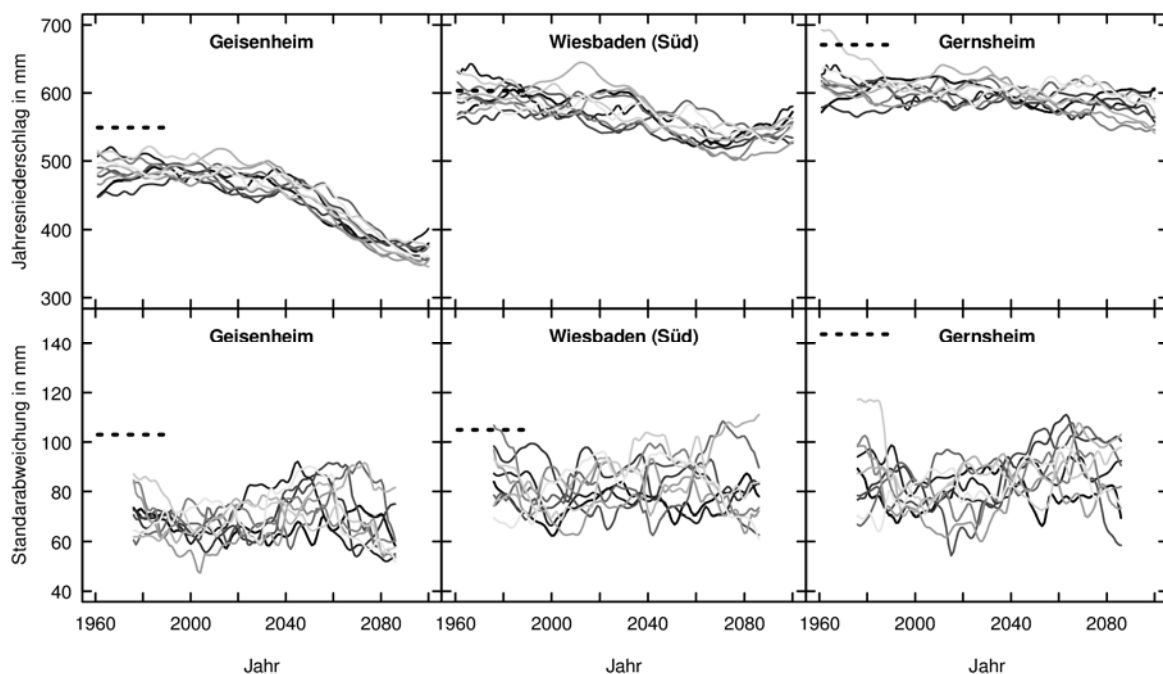 700
600
500
400
300
Jahresniederschlag in mm
Geisenheim
Wiesbaden (Süd)
Gernsheim
140
120
100
80
60
40
Standardabweichung in mm
Geisenheim
Wiesbaden (Süd)
Gernsheim
1960 2000 2040 2080 1960 2000 2040 2080 1960 2000 2040 2080
Jahr Jahr Jahr